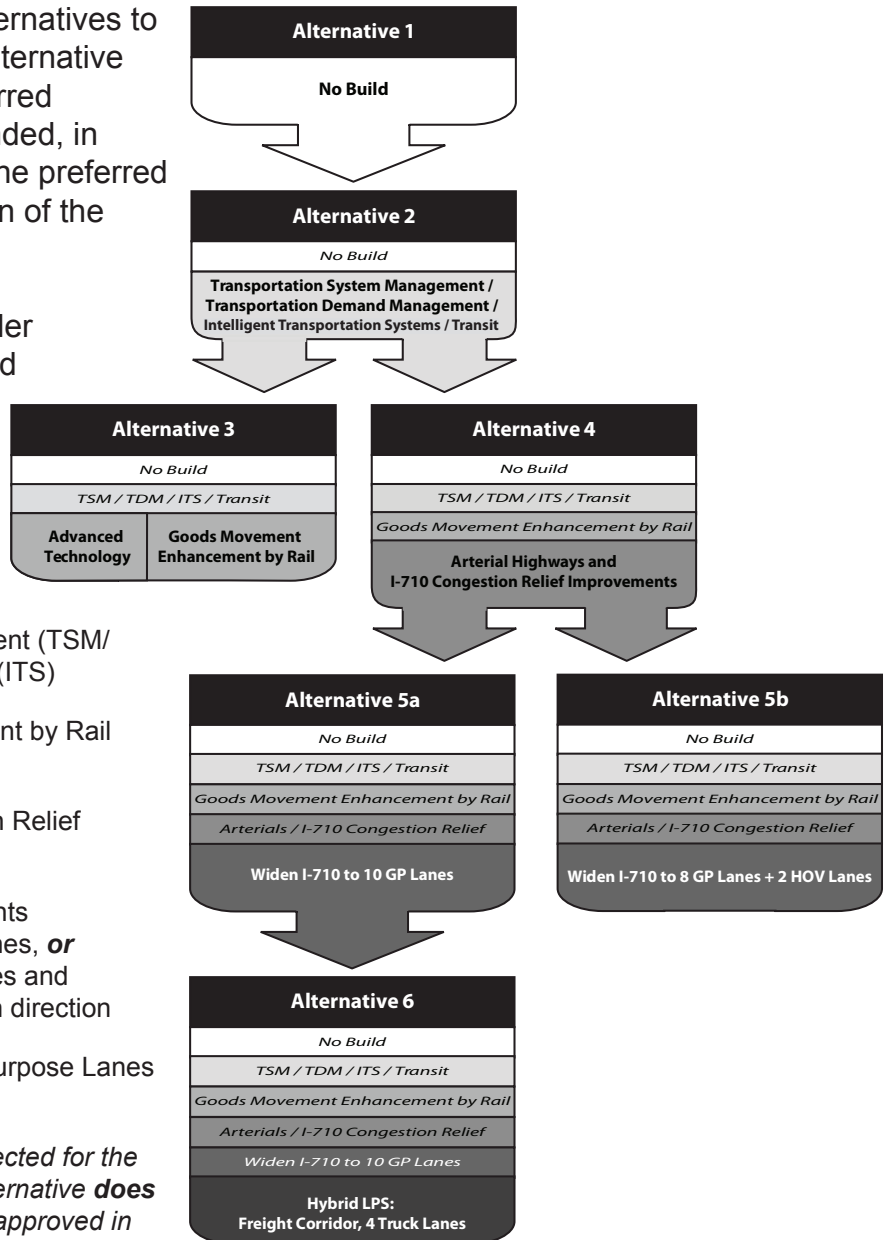 ernatives to
lternative
rred
nded, in
he preferred
n of the
ler
d
ent (TSM/
(ITS)
nt by Rail
n Relief
nts
nes, or
es and
n direction
urpose Lanes
ected for the
ernative does
approved in
Alternative 1
No Build
Alternative 2
No Build
Transportation System Management /
Transportation Demand Management /
Intelligent Transportation Systems / Transit
Alternative 3
No Build
TSM / TDM / ITS / Transit
Advanced
Technology
Goods Movement
Enhancement by Rail
Alternative 4
No Build
TSM / TDM / ITS / Transit
Goods Movement Enhancement by Rail
Arterial Highways and
I-710 Congestion Relief Improvements
Alternative 5a
No Build
TSM / TDM / ITS / Transit
Goods Movement Enhancement by Rail
Arterials / I-710 Congestion Relief
Widen I-710 to 10 GP Lanes
Alternative 5b
No Build
TSM / TDM / ITS / Transit
Goods Movement Enhancement by Rail
Arterials / I-710 Congestion Relief
Widen I-710 to 8 GP Lanes + 2 HOV Lanes
Alternative 6
No Build
TSM / TDM / ITS / Transit
Goods Movement Enhancement by Rail
Arterials / I-710 Congestion Relief
Widen I-710 to 10 GP Lanes
Hybrid LPS:
Freight Corridor, 4 Truck Lanes